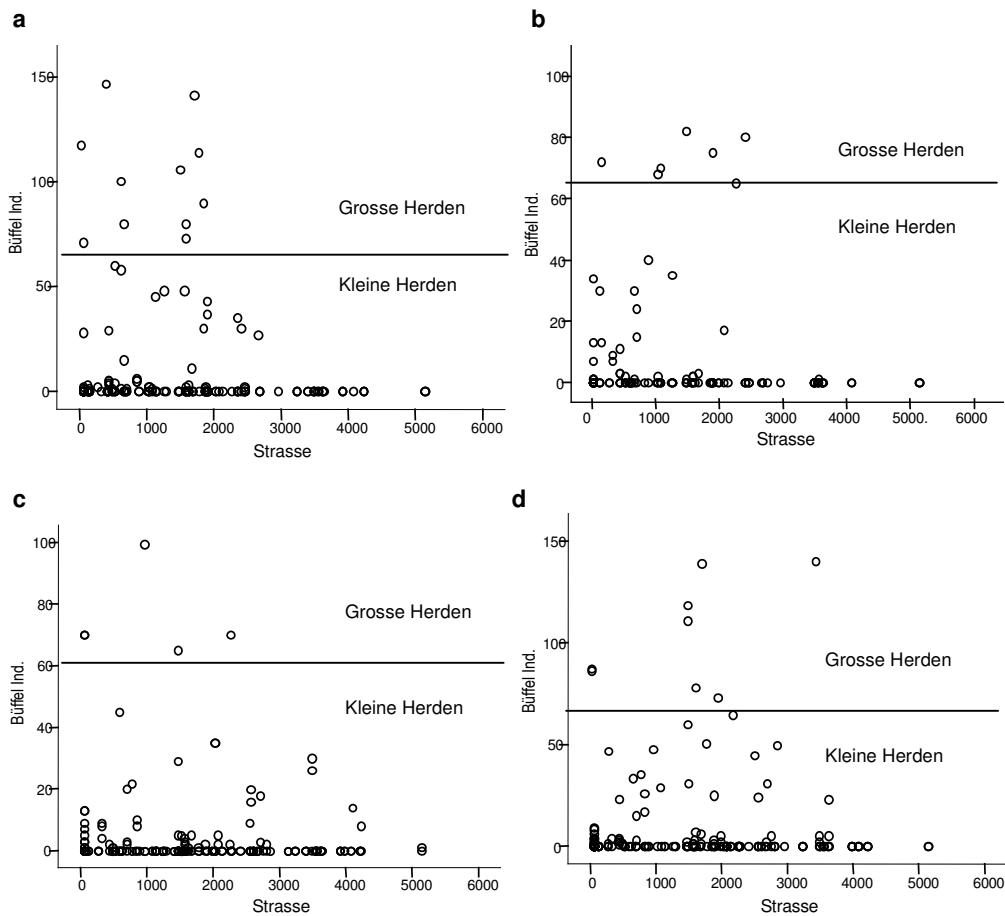 a
150
100
50
0
Büffel Ind.
Grosse Herden
Kleine Herden
0 1000 2000 3000 4000 5000 6000
Strasse
b
100
80
60
40
20
0
Büffel Ind.
Grosse Herden
Kleine Herden
0 1000 2000 3000 4000 5000. 6000
Strasse
c
100
80
60
40
20
0
Büffel Ind.
Grosse Herden
Kleine Herden
0 1000 2000 3000 4000 5000 6000
Strasse
d
150
100
50
0
Büffel Ind.
Grosse Herden
Kleine Herden
0 1000 2000 3000 4000 5000 6000
Strasse